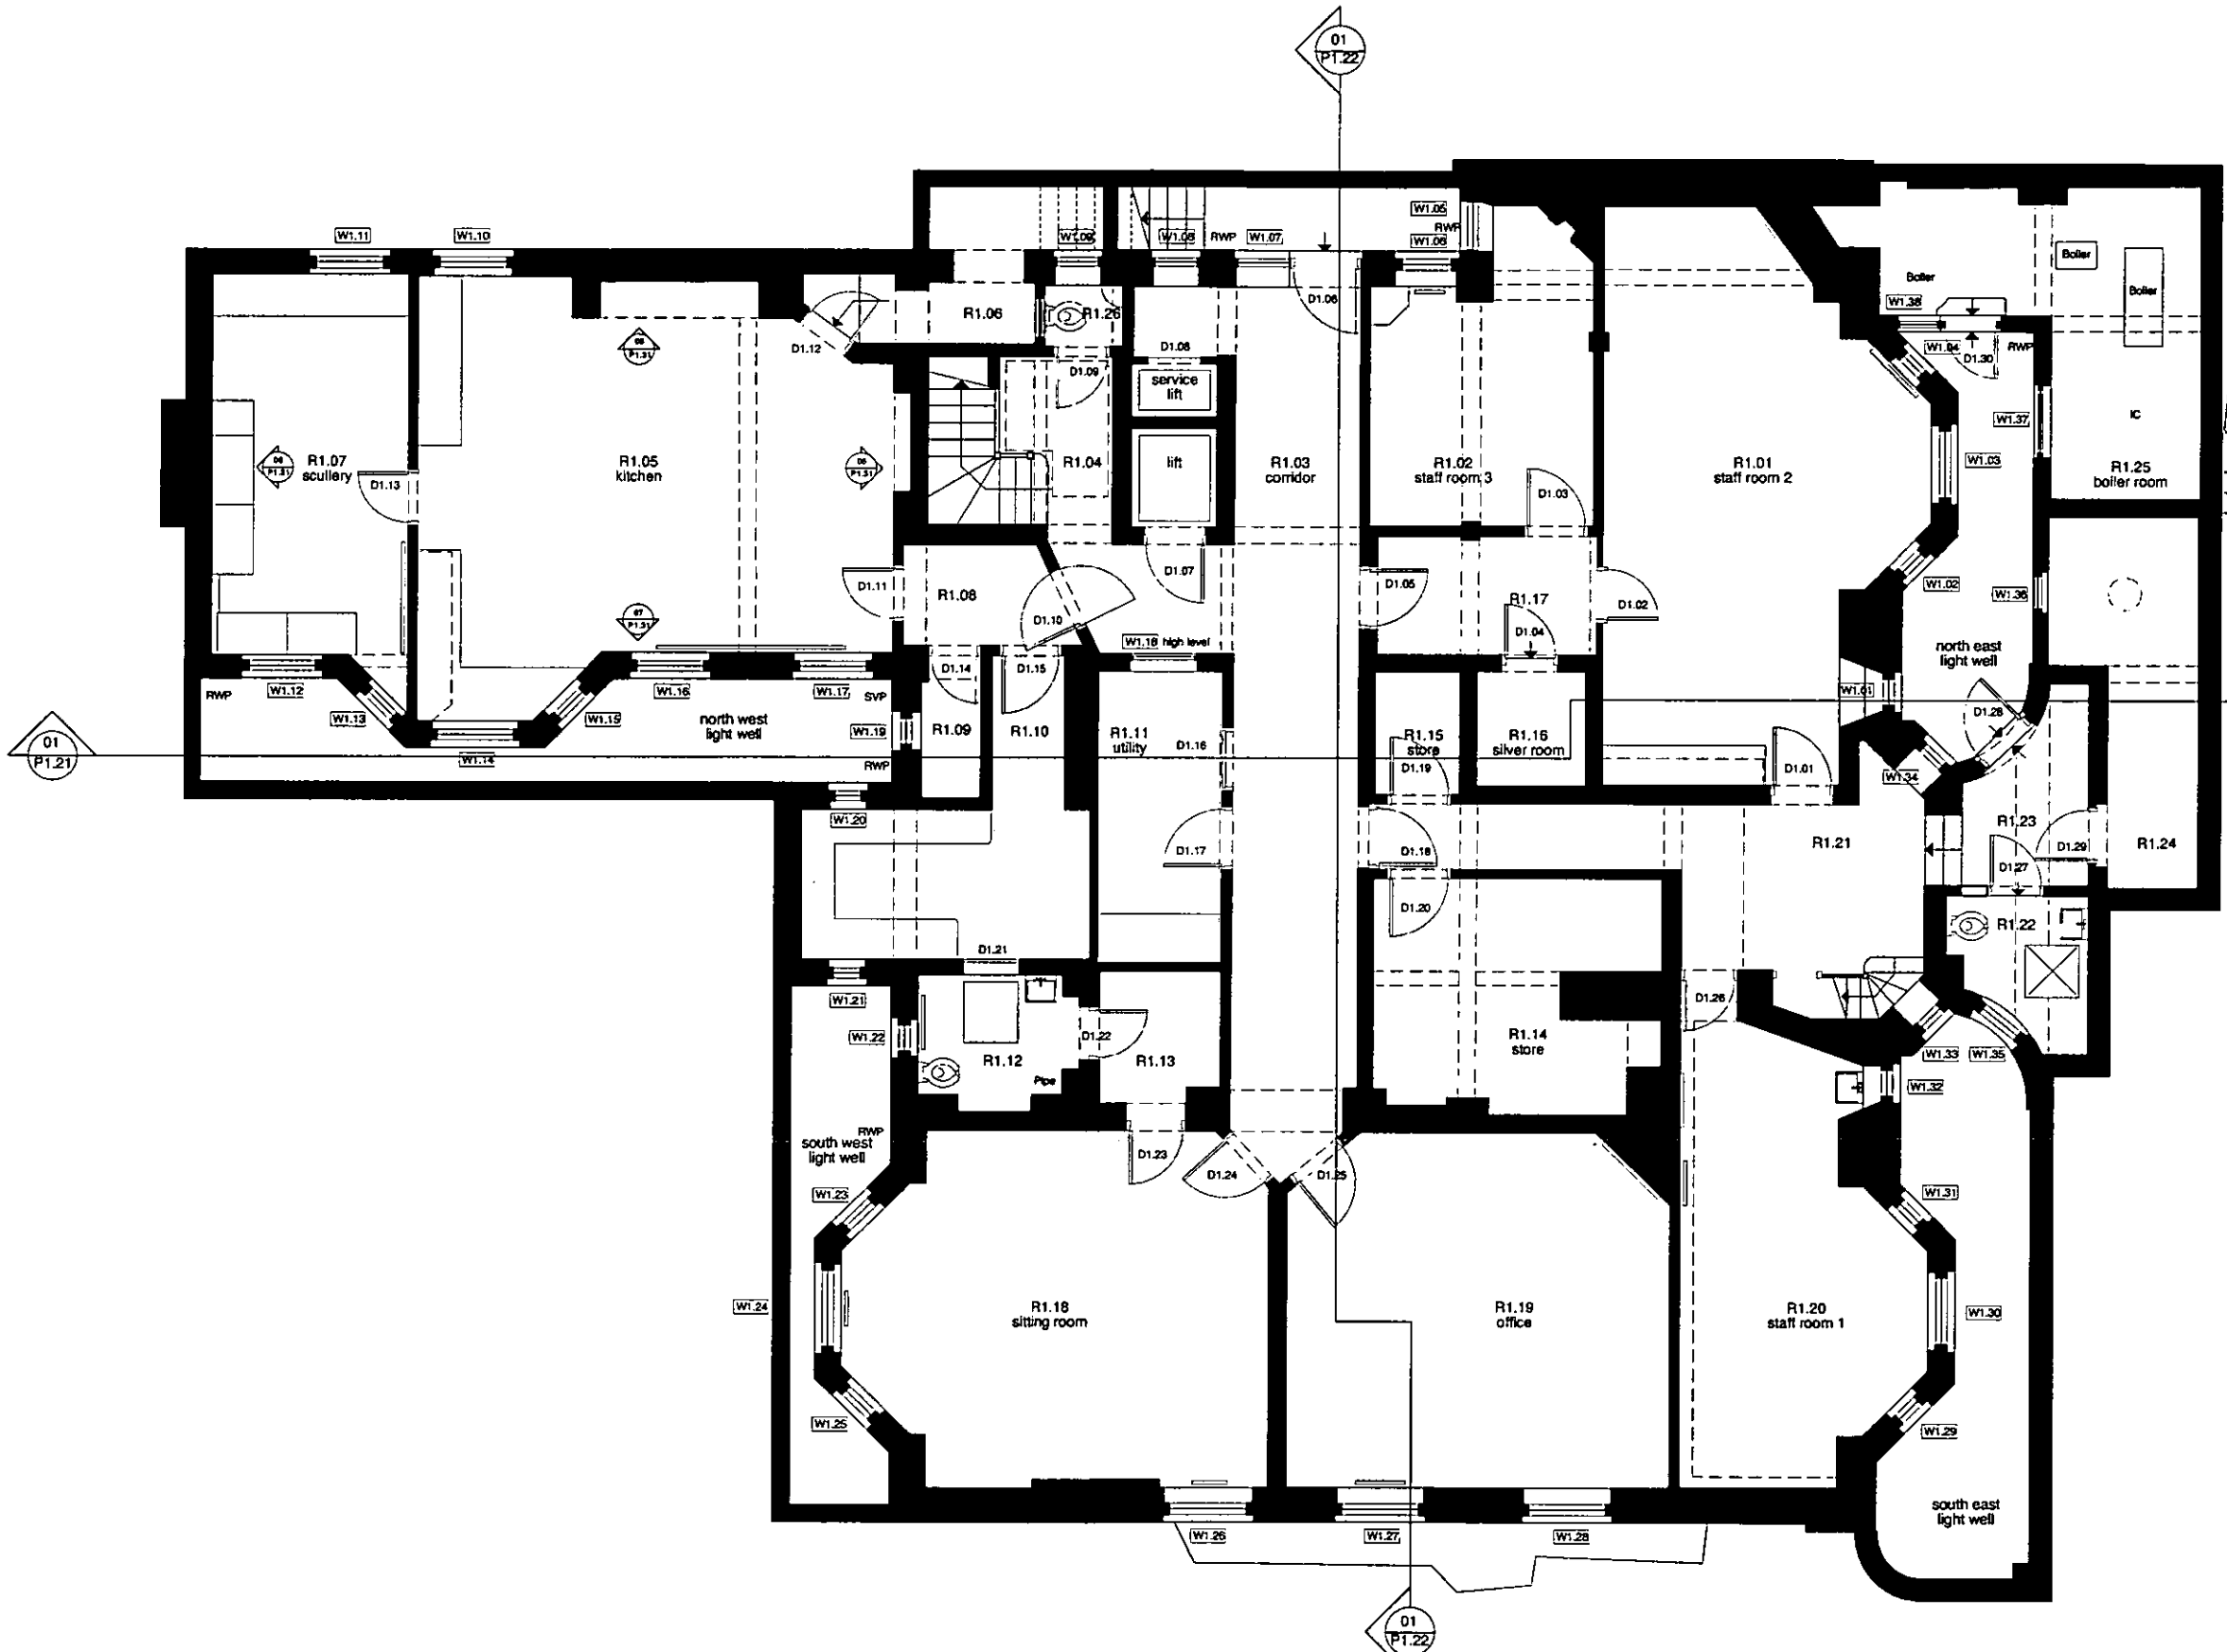 01
P1.22
W1.11
W1.10
W1.09
W1.08
RWP
W1.07
W1.05
RWP
W1.06
D1.06
R1.06
R1.26
D1.12
D1.09
D1.08
service
lift
lift
R1.04
R1.07
scullery
D1.13
R1.05
kitchen
R1.03
corridor
R1.02
staff room 3
D1.03
R1.01
staff room 2
Boiler
Boiler
Boiler
W1.38
W1.04
D1.30
RWP
W1.37
IC
W1.03
R1.25
boiler room
D1.11
R1.08
D1.10
D1.07
D1.05
R1.17
D1.04
D1.02
W1.02
W1.36
W1.18
high level
north east
light well
RWP
W1.12
W1.13
W1.14
W1.15
W1.16
W1.17
SVP
D1.14
D1.15
north west
light well
W1.19
RWP
R1.09
R1.10
R1.11
utility
D1.16
R1.15
store
D1.19
R1.16
silver room
W1.01
D1.28
W1.34
D1.01
01
P1.21
W1.20
D1.17
D1.18
D1.20
R1.21
R1.23
D1.29
D1.27
R1.24
R1.22
D1.21
W1.21
W1.22
R1.12
Pipe
D1.22
R1.13
R1.14
store
D1.26
W1.33
W1.35
W1.32
RWP
south west
light well
D1.23
D1.24
D1.25
W1.23
W1.31
W1.24
R1.18
sitting room
R1.19
office
R1.20
staff room 1
W1.30
W1.25
W1.29
south east
light well
W1.26
W1.27
W1.28
01
P1.22